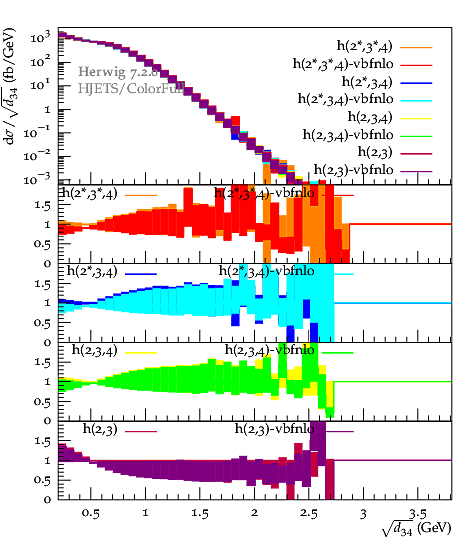 10³
10²
10¹
1
10⁻¹
10⁻²
10⁻³
dσ/√d₃₄ (fb/GeV)
Herwig 7.2.0
HJETS/ColorFull
h(2*,3*,4)
h(2*,3*,4)-vbfnlo
h(2*,3,4)
h(2*,3,4)-vbfnlo
h(2,3,4)
h(2,3,4)-vbfnlo
h(2,3)
h(2,3)-vbfnlo
h(2*,3*,4) h(2*,3*,4)-vbfnlo
1.5
1
0.5
0
h(2*,3,4) h(2*,3,4)-vbfnlo
1.5
1
0.5
0
h(2,3,4) h(2,3,4)-vbfnlo
1.5
1
0.5
0
h(2,3) h(2,3)-vbfnlo
1.5
1
0.5
0
0.5 1 1.5 2 2.5 3 3.5
√d₃₄ (GeV)